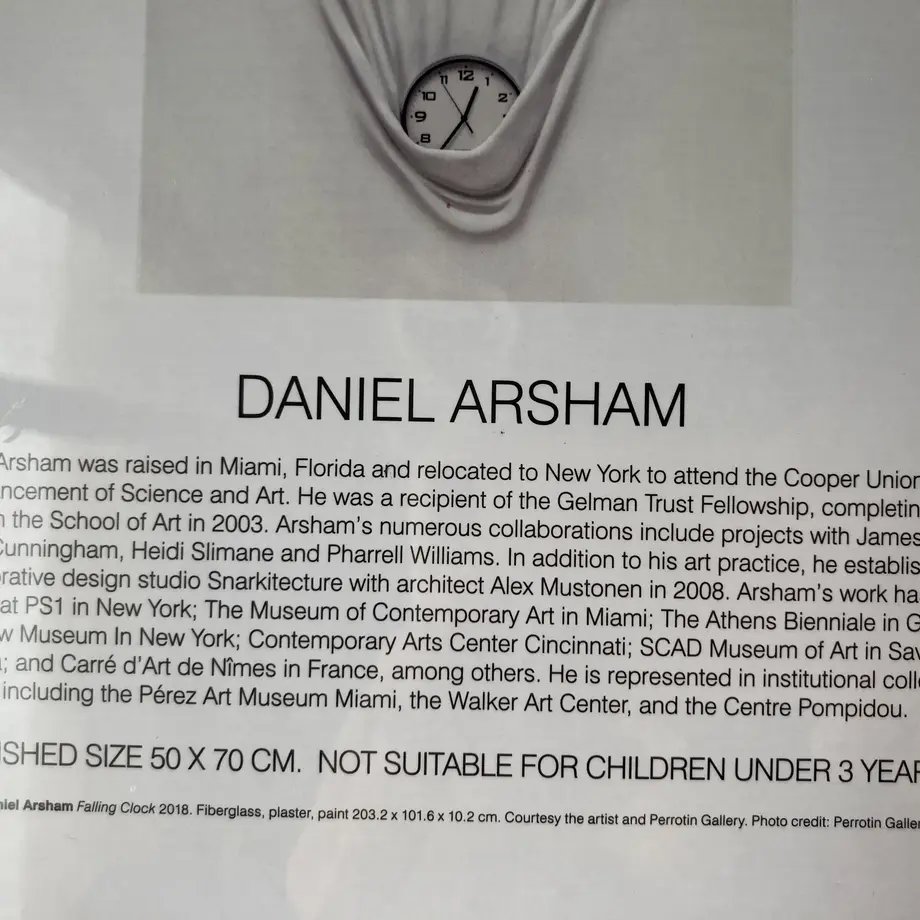 11 12 1
10 2
9
8
DANIEL ARSHAM
Arsham was raised in Miami, Florida and relocated to New York to attend the Cooper Union
ncement of Science and Art. He was a recipient of the Gelman Trust Fellowship, completin
n the School of Art in 2003. Arsham's numerous collaborations include projects with James
Cunningham, Heidi Slimane and Pharrell Williams. In addition to his art practice, he establis
orative design studio Snarkitecture with architect Alex Mustonen in 2008. Arsham's work ha
at PS1 in New York; The Museum of Contemporary Art in Miami; The Athens Biennale in G
w Museum In New York; Contemporary Arts Center Cincinnati; SCAD Museum of Art in Sav
; and Carré d'Art de Nîmes in France, among others. He is represented in institutional colle
including the Pérez Art Museum Miami, the Walker Art Center, and the Centre Pompidou.
ISHED SIZE 50 X 70 CM. NOT SUITABLE FOR CHILDREN UNDER 3 YEAR
niel Arsham Falling Clock 2018. Fiberglass, plaster, paint 203.2 x 101.6 x 10.2 cm. Courtesy the artist and Perrotin Gallery. Photo credit: Perrotin Galler